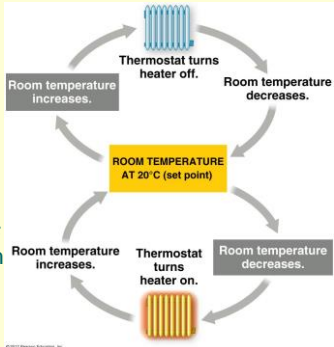 Thermostat turns
heater off.
Room temperature
increases.
Room temperature
decreases.
ROOM TEMPERATURE
AT 20°C (set point)
Room temperature
increases.
Thermostat
turns
heater on.
Room temperature
decreases.